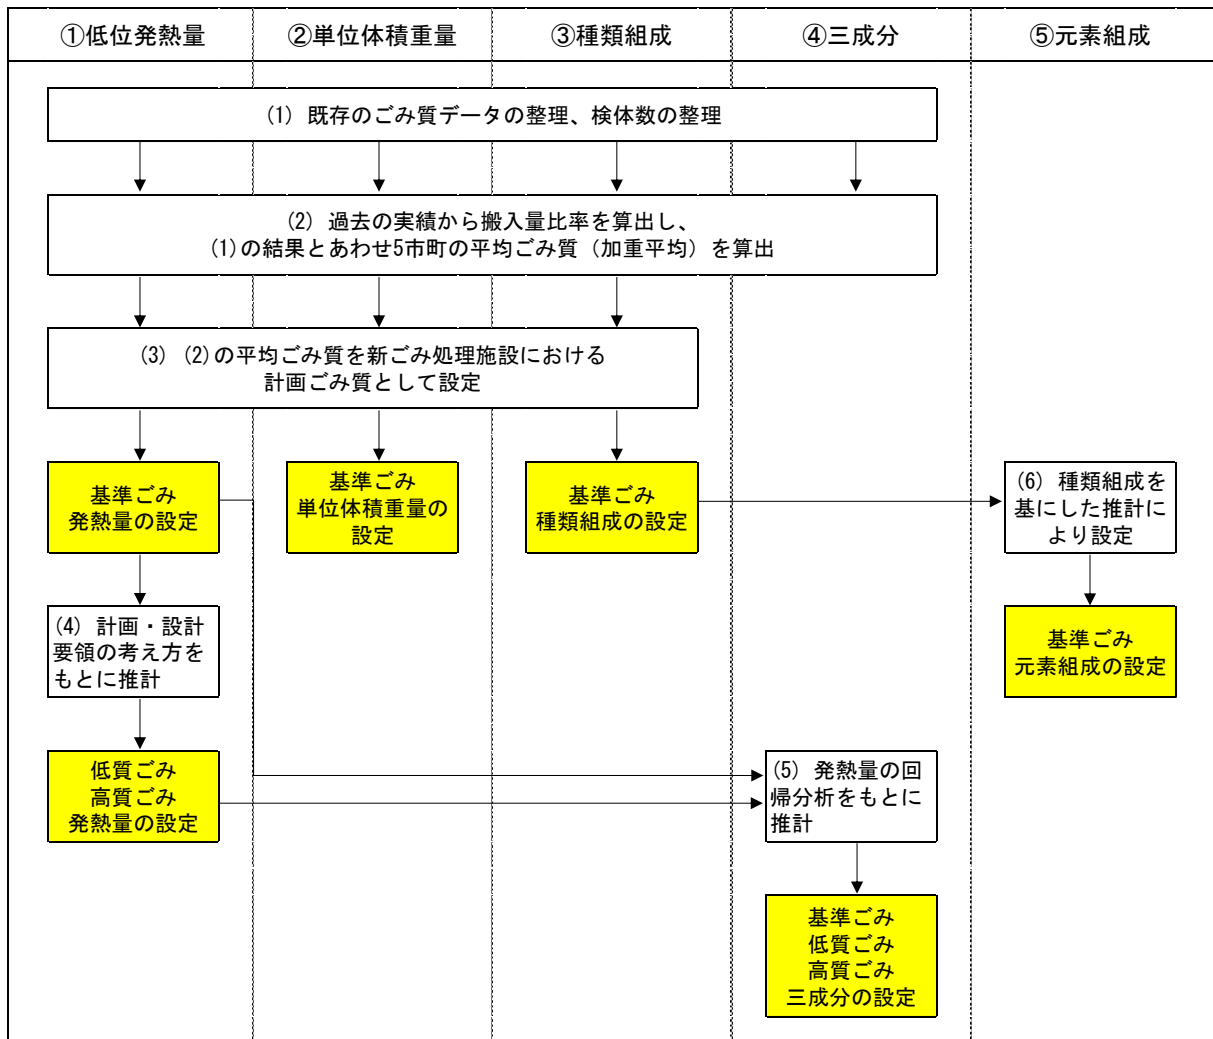 ①低位発熱量
②単位体積重量
③種類組成
④三成分
⑤元素組成
(1) 既存のごみ質データの整理、検体数の整理
(2) 過去の実績から搬入量比率を算出し、
(1)の結果とあわせ5市町の平均ごみ質（加重平均）を算出
(3) (2)の平均ごみ質を新ごみ処理施設における
計画ごみ質として設定
基準ごみ
発熱量の設定
基準ごみ
単位体積重量の
設定
基準ごみ
種類組成の設定
(6) 種類組成を
基にした推計に
より設定
(4) 計画・設計
要領の考え方を
もとに推計
基準ごみ
元素組成の設定
低質ごみ
高質ごみ
発熱量の設定
(5) 発熱量の回
帰分析をもとに
推計
基準ごみ
低質ごみ
高質ごみ
三成分の設定